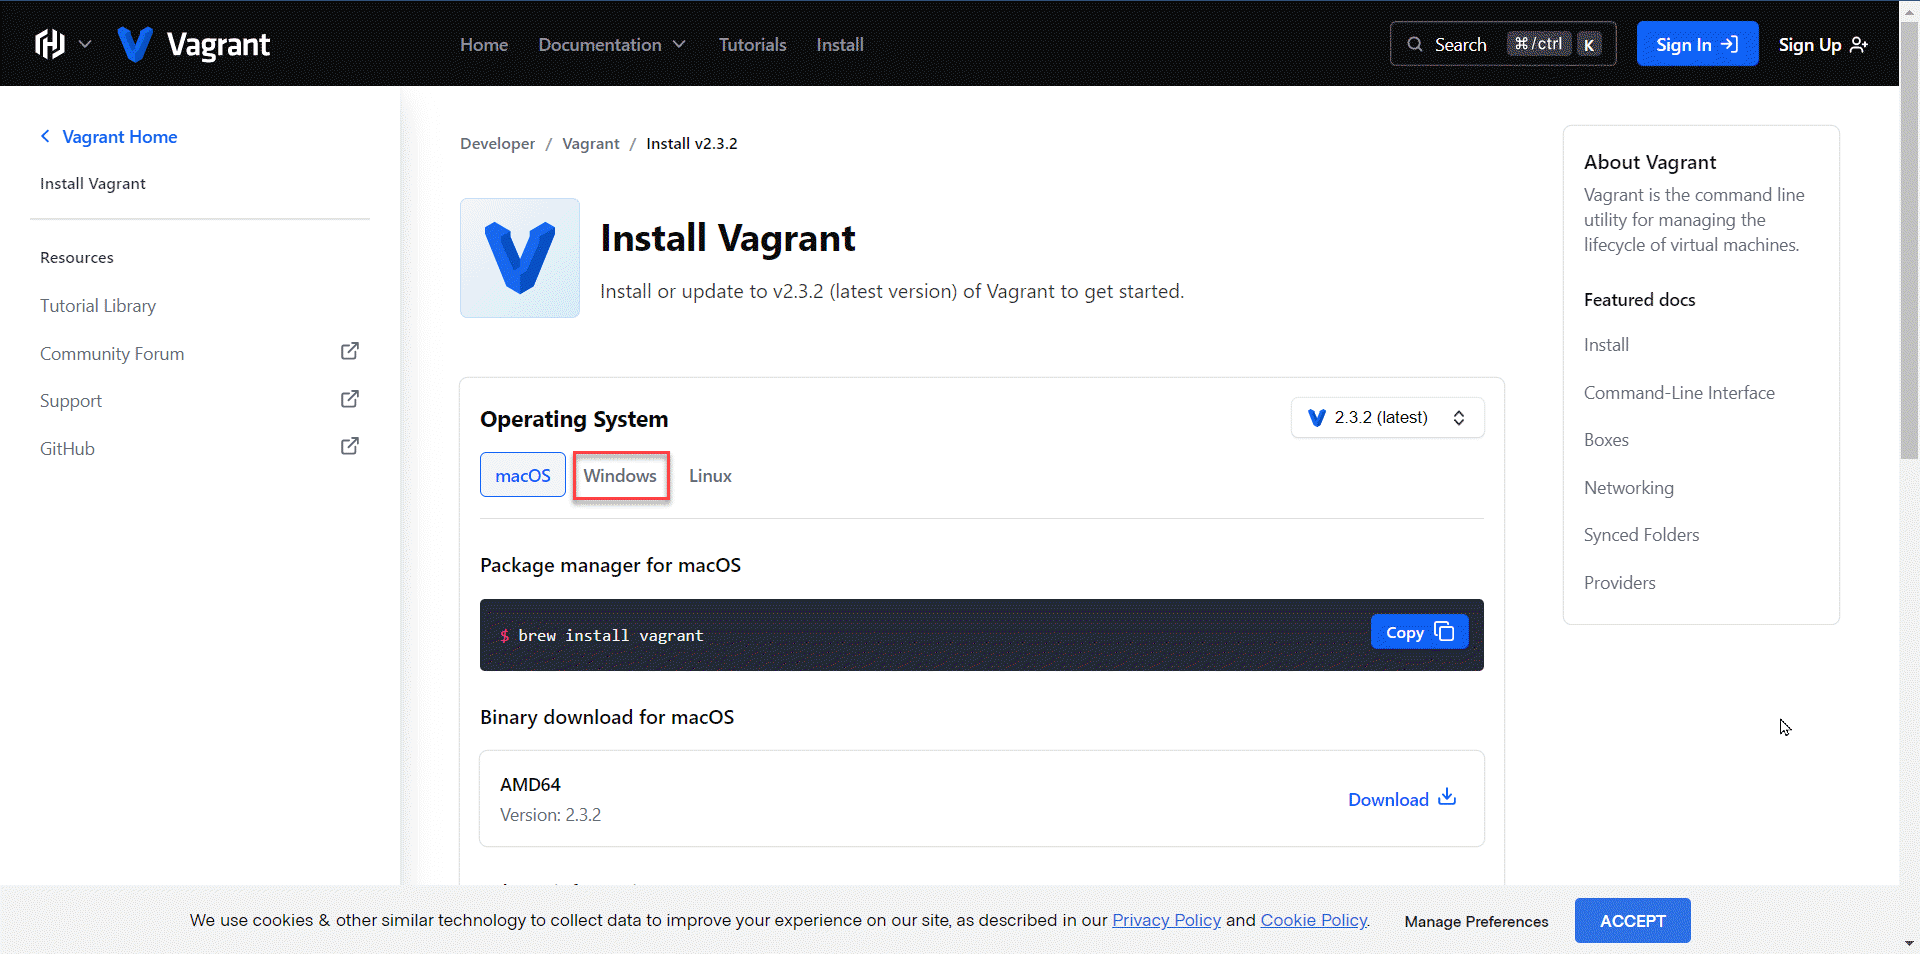 Vagrant
Home
Documentation
Tutorials
Install
Search
⌘/ctrl
K
Sign In
Sign Up
Vagrant Home
Install Vagrant
Resources
Tutorial Library
Community Forum
Support
GitHub
Developer / Vagrant / Install v2.3.2
Install Vagrant
Install or update to v2.3.2 (latest version) of Vagrant to get started.
Operating System
2.3.2 (latest)
macOS
Windows
Linux
Package manager for macOS
$ brew install vagrant
Copy
Binary download for macOS
AMD64
Version: 2.3.2
Download
About Vagrant
Vagrant is the command line
utility for managing the
lifecycle of virtual machines.
Featured docs
Install
Command-Line Interface
Boxes
Networking
Synced Folders
Providers
We use cookies & other similar technology to collect data to improve your experience on our site, as described in our Privacy Policy and Cookie Policy.
Manage Preferences
ACCEPT